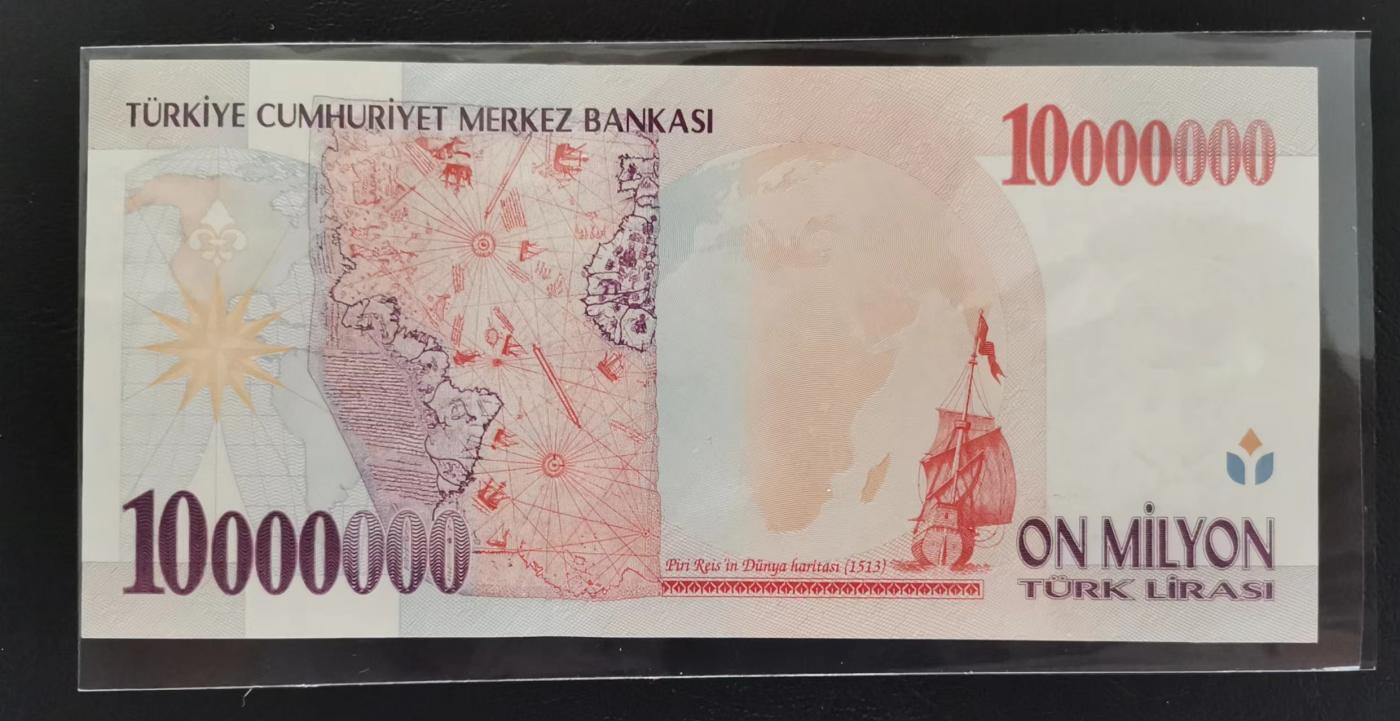 TÜRKİYE CUMHURİYET MERKEZ BANKASI
10000000
10000000
Piri Reis'in Dünya haritası (1513)
ON MİLYON
TÜRK LİRASI